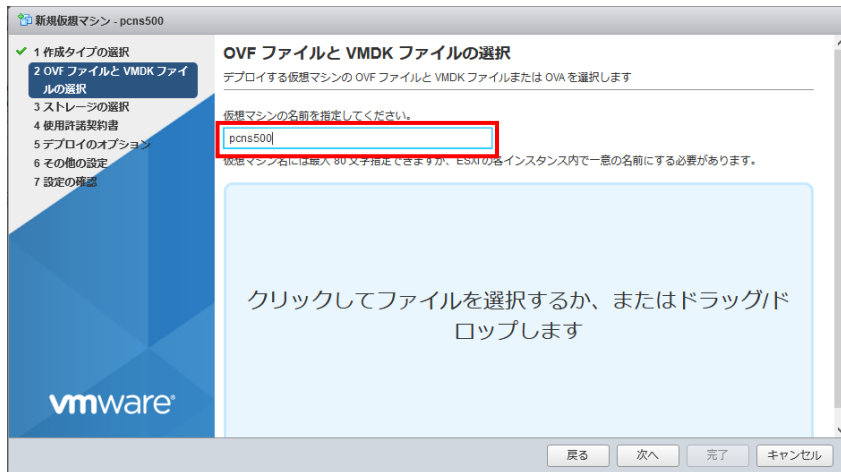 新規仮想マシン - pcns500
1 作成タイプの選択
2 OVF ファイルと VMDK ファイ
ルの選択
3 ストレージの選択
4 使用許諾契約書
5 デプロイのオプション
6 その他の設定
7 設定の確認
OVF ファイルと VMDK ファイルの選択
デプロイする仮想マシンの OVF ファイルと VMDK ファイルまたは OVA を選択します
仮想マシンの名前を指定してください。
pcns500
仮想マシン名には最大 80 文字指定できますが、ESXi の各インスタンス内で一意の名前にする必要があります。
クリックしてファイルを選択するか、またはドラッグ/ド
ロップします
vmware
戻る
次へ
完了
キャンセル